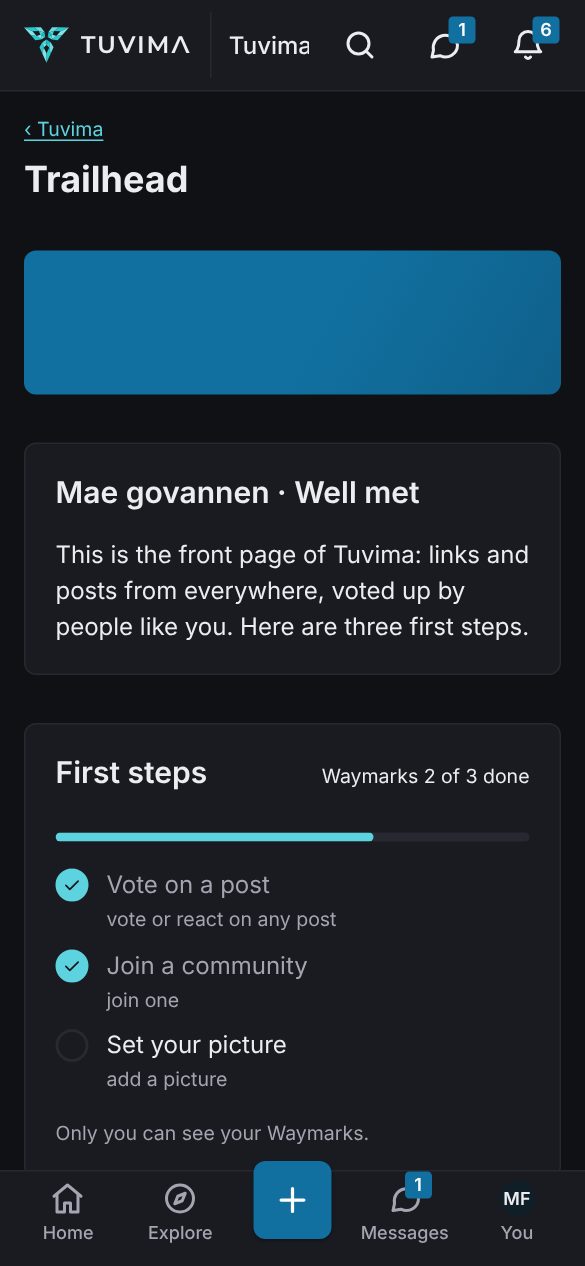 TUVIMA
Tuvima
1
6
‹ Tuvima
Trailhead
Mae govannen · Well met
This is the front page of Tuvima: links and
posts from everywhere, voted up by
people like you. Here are three first steps.
First steps
Waymarks 2 of 3 done
Vote on a post
vote or react on any post
Join a community
join one
Set your picture
add a picture
Only you can see your Waymarks.
Home
Explore
1
Messages
MF
You